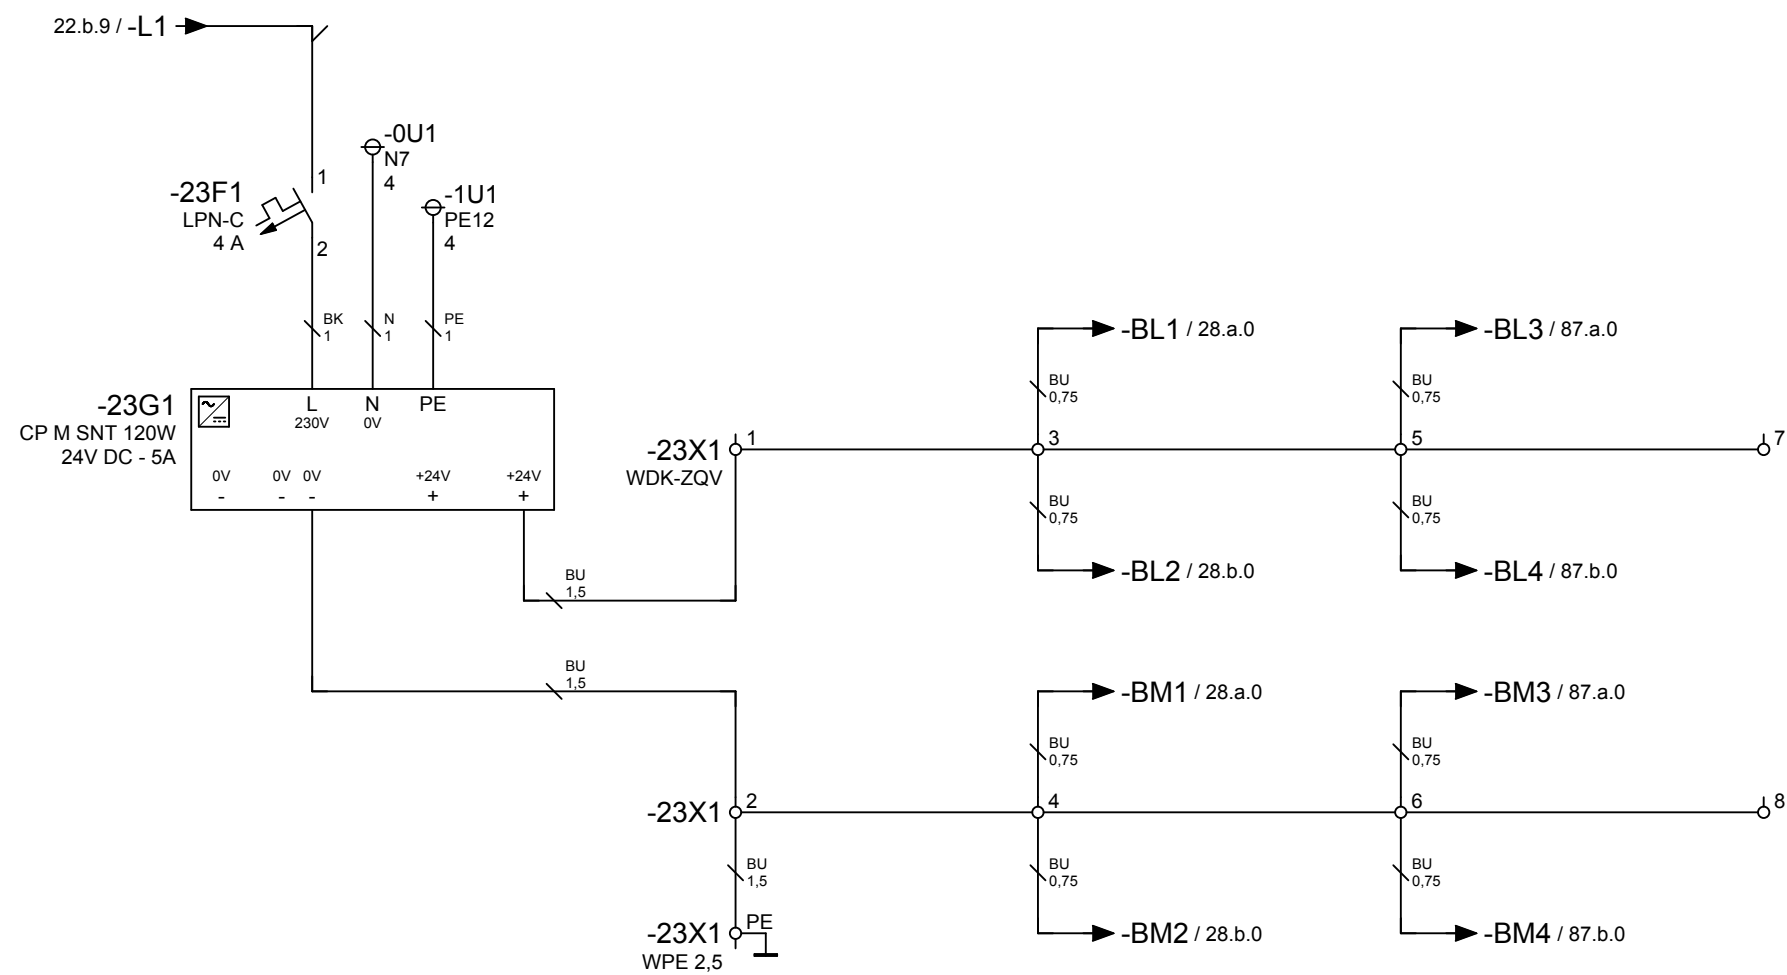 22.b.9 / -L1
-0U1
N7
4
-23F1
LPN-C
4 A
1
2
-1U1
PE12
4
BK
1
N
1
PE
1
-23G1
CP M SNT 120W
24V DC - 5A
L
230V
N
0V
PE
0V
-
0V
-
0V
-
+24V
+
+24V
+
-BL1 / 28.a.0
-BL3 / 87.a.0
BU
0,75
BU
0,75
-23X1
WDK-ZQV
1
3
5
7
BU
0,75
BU
0,75
-BL2 / 28.b.0
-BL4 / 87.b.0
BU
1,5
BU
1,5
-BM1 / 28.a.0
-BM3 / 87.a.0
BU
0,75
BU
0,75
-23X1
2
4
6
8
BU
1,5
BU
0,75
BU
0,75
-23X1
WPE 2,5
PE
-BM2 / 28.b.0
-BM4 / 87.b.0